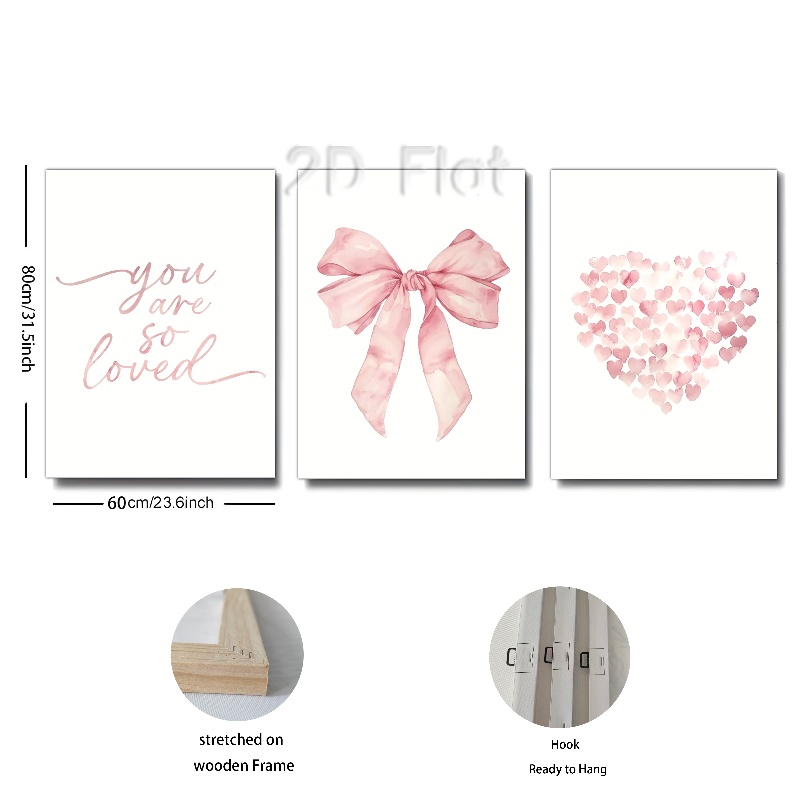 2D Flat
you
are
so
loved
80cm/31.5inch
60cm/23.6inch
stretched on
wooden Frame
Hook
Ready to Hang